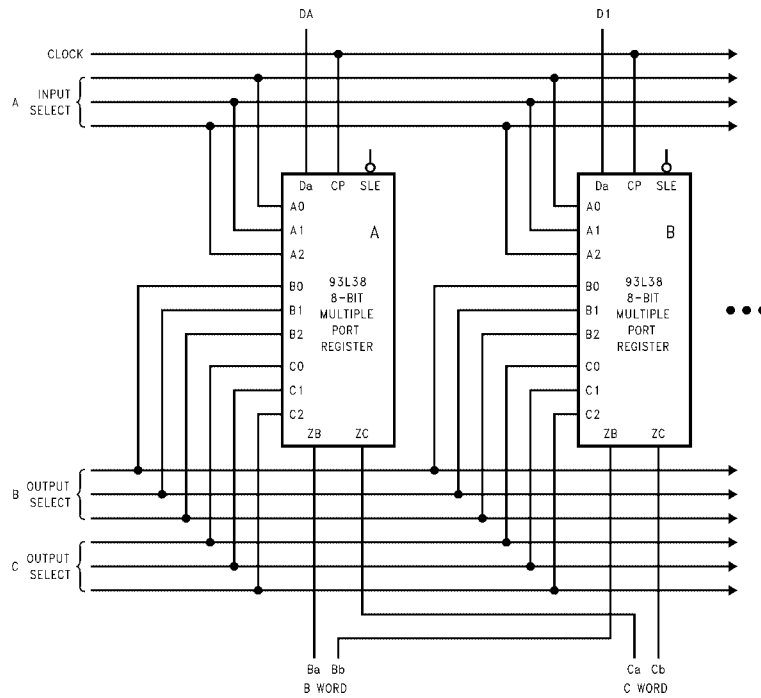 DA D1
CLOCK
A INPUT SELECT
Da CP SLE
A0
A1
A2
A
B0
B1
B2
C0
C1
C2
93L38
8-BIT
MULTIPLE
PORT
REGISTER
ZB ZC
Da CP SLE
A0
A1
A2
B
B0
B1
B2
C0
C1
C2
93L38
8-BIT
MULTIPLE
PORT
REGISTER
ZB ZC
B OUTPUT SELECT
C OUTPUT SELECT
Ba Bb Ca Cb
B WORD C WORD